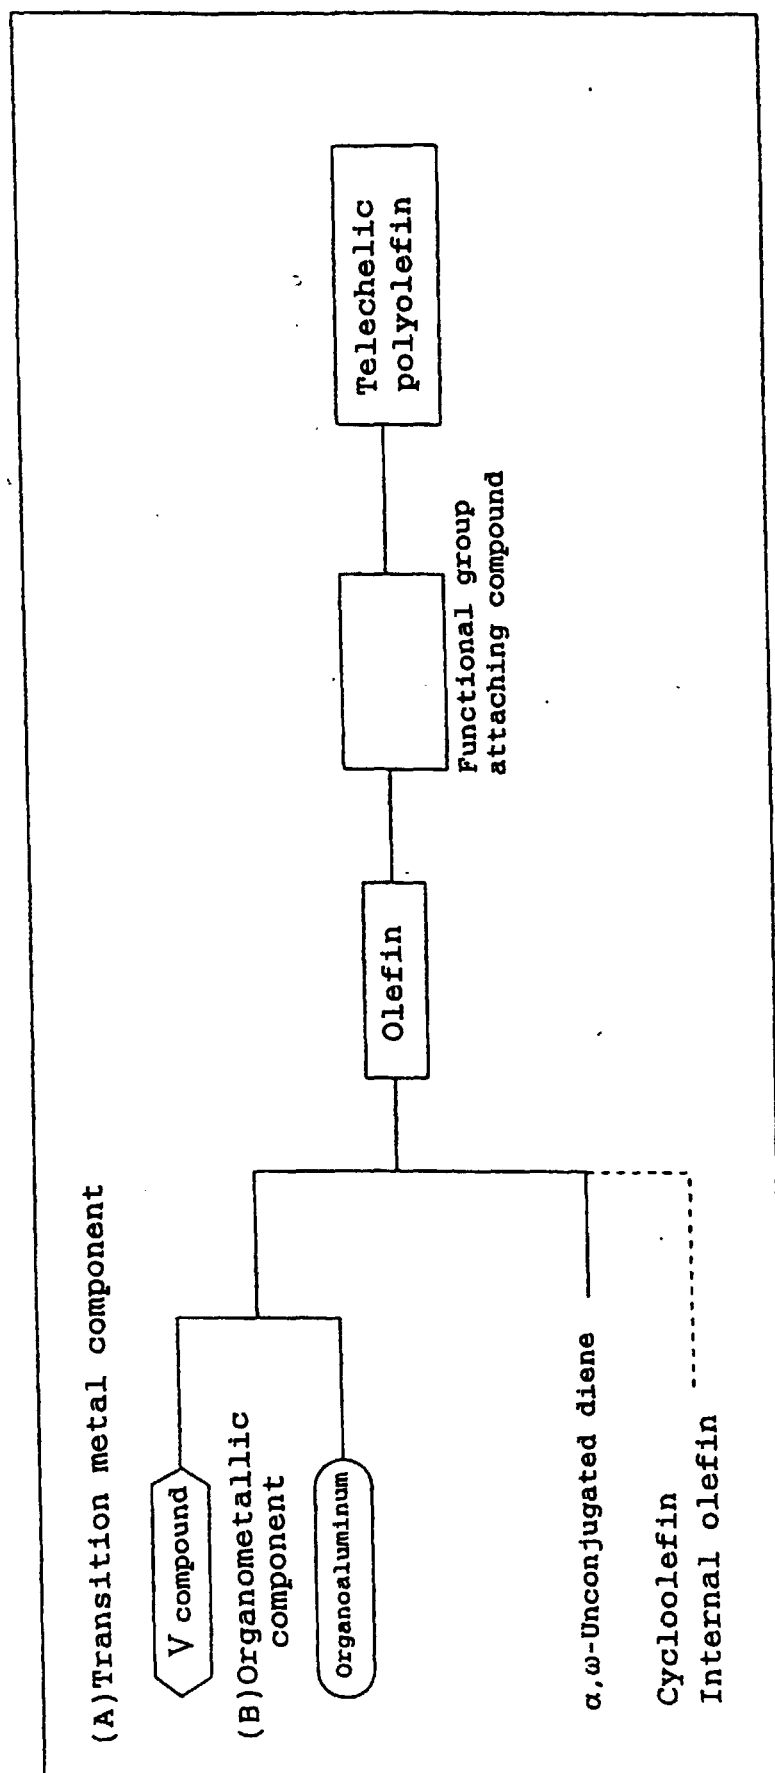 (A)Transition metal component
V compound
(B)Organometallic
component
Organoaluminum
α,ω-Unconjugated diene
Cycloolefin
Internal olefin
Olefin
Functional group
attaching compound
Telechelic
polyolefin